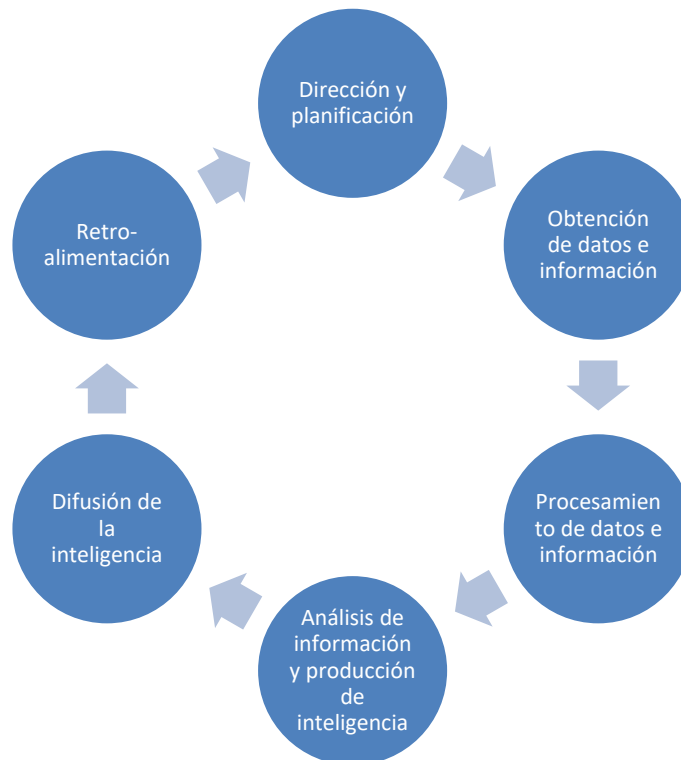 Dirección y
planificación
Obtención
de datos e
información
Procesamien
to de datos e
información
Análisis de
información
y producción
de
inteligencia
Difusión de
la
inteligencia
Retro-
alimentación